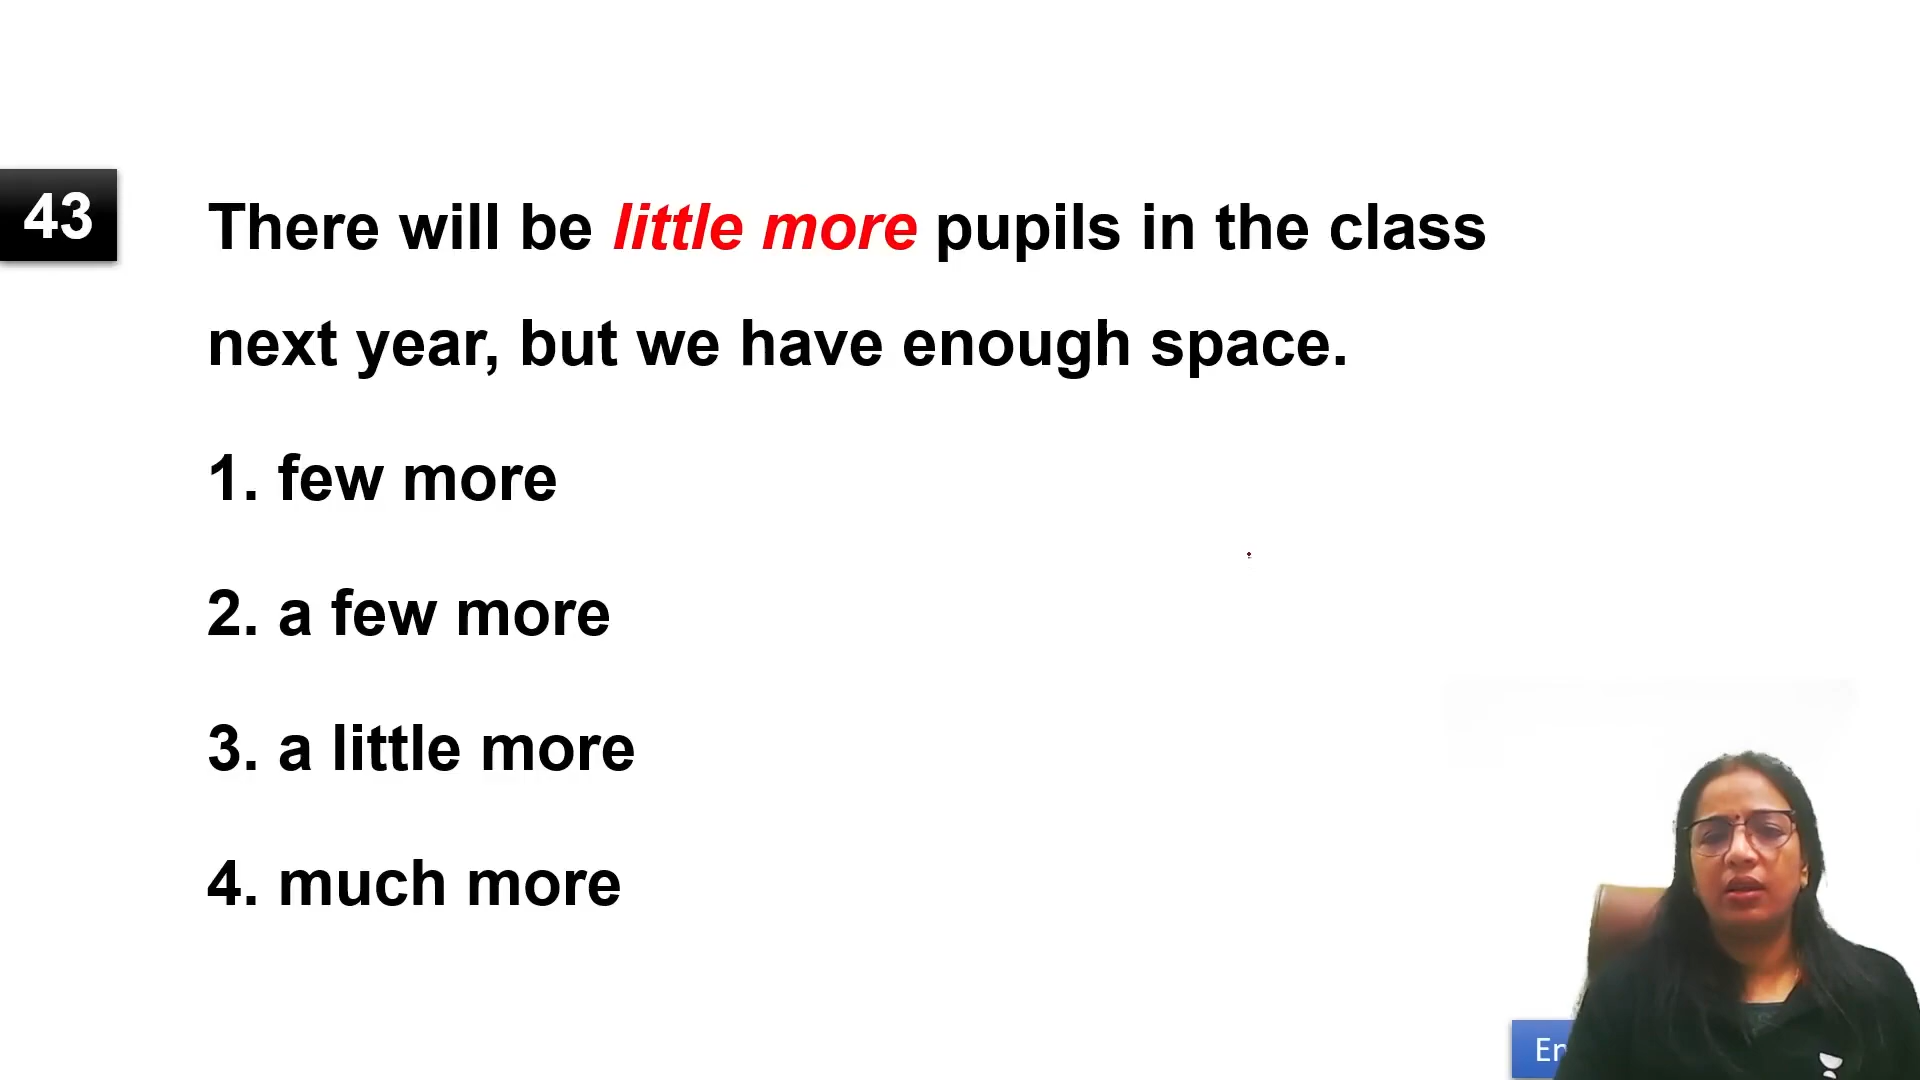 43
There will be little more pupils in the class
next year, but we have enough space.
1. few more
2. a few more
3. a little more
4. much more